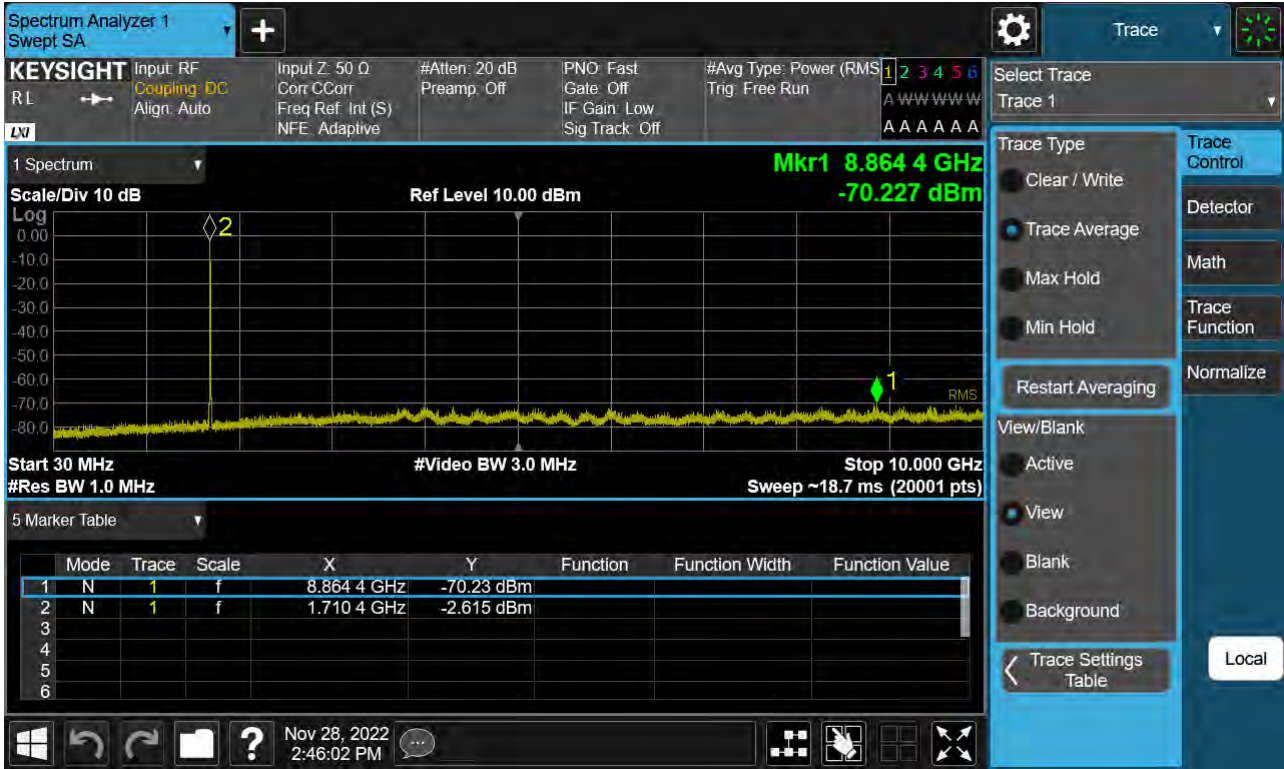 Spectrum Analyzer 1
Swept SA
Trace
KEYSIGHT
RL
LXI
Input: RF
Coupling: DC
Align: Auto
Input Z: 50 Ω
Corr CCorr
Freq Ref: Int (S)
NFE: Adaptive
#Atten: 20 dB
Preamp: Off
PNO: Fast
Gate: Off
IF Gain: Low
Sig Track: Off
#Avg Type: Power (RMS
Trig: Free Run
1 2 3 4 5 6
A W W W W W
A A A A A A
Select Trace
Trace 1
1 Spectrum
Mkr1 8.864 4 GHz
Scale/Div 10 dB
Ref Level 10.00 dBm
-70.227 dBm
Log
0.00
-10.0
-20.0
-30.0
-40.0
-50.0
-60.0
-70.0
-80.0
2
1
RMS
Start 30 MHz
#Video BW 3.0 MHz
Stop 10.000 GHz
#Res BW 1.0 MHz
Sweep ~18.7 ms (20001 pts)
5 Marker Table
Mode Trace Scale X Y Function Function Width Function Value
1 N 1 f 8.864 4 GHz -70.23 dBm
2 N 1 f 1.710 4 GHz -2.615 dBm
3
4
5
6
Trace Type
Clear / Write
Trace Average
Max Hold
Min Hold
Restart Averaging
View/Blank
Active
View
Blank
Background
Trace Settings
Table
Trace
Control
Detector
Math
Trace
Function
Normalize
Local
Nov 28, 2022
2:46:02 PM